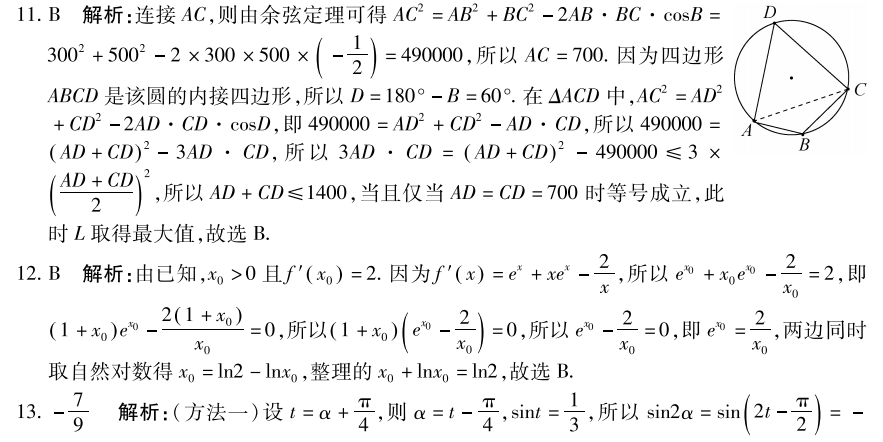 11. B 解析:连接 AC,则由余弦定理可得 AC² = AB² + BC² - 2AB · BC · cosB =
300² + 500² - 2 × 300 × 500 × (-1/2) = 490000,所以 AC = 700. 因为四边形
ABCD 是该圆的内接四边形,所以 D = 180° - B = 60°. 在 ΔACD 中,AC² = AD²
+ CD² - 2AD · CD · cosD,即 490000 = AD² + CD² - AD · CD,所以 490000 =
(AD + CD)² - 3AD · CD, 所以 3AD · CD = (AD + CD)² - 490000 ≤ 3 ×
((AD + CD)/2)²,所以 AD + CD ≤ 1400,当且仅当 AD = CD = 700 时等号成立,此
时 L 取得最大值,故选 B.
D
C
A
B
12. B 解析:由已知,x₀ > 0 且 f′(x₀) = 2. 因为 f′(x) = eˣ + xeˣ - 2/x,所以 e^(x₀) + x₀e^(x₀) - 2/x₀ = 2,即
(1 + x₀)e^(x₀) - 2(1 + x₀)/x₀ = 0,所以(1 + x₀)(e^(x₀) - 2/x₀) = 0,所以 e^(x₀) - 2/x₀ = 0,即 e^(x₀) = 2/x₀,两边同时
取自然对数得 x₀ = ln2 - lnx₀,整理的 x₀ + lnx₀ = ln2,故选 B.
13. -7/9 解析:(方法一)设 t = α + π/4,则 α = t - π/4,sint = 1/3,所以 sin2α = sin(2t - π/2) = -